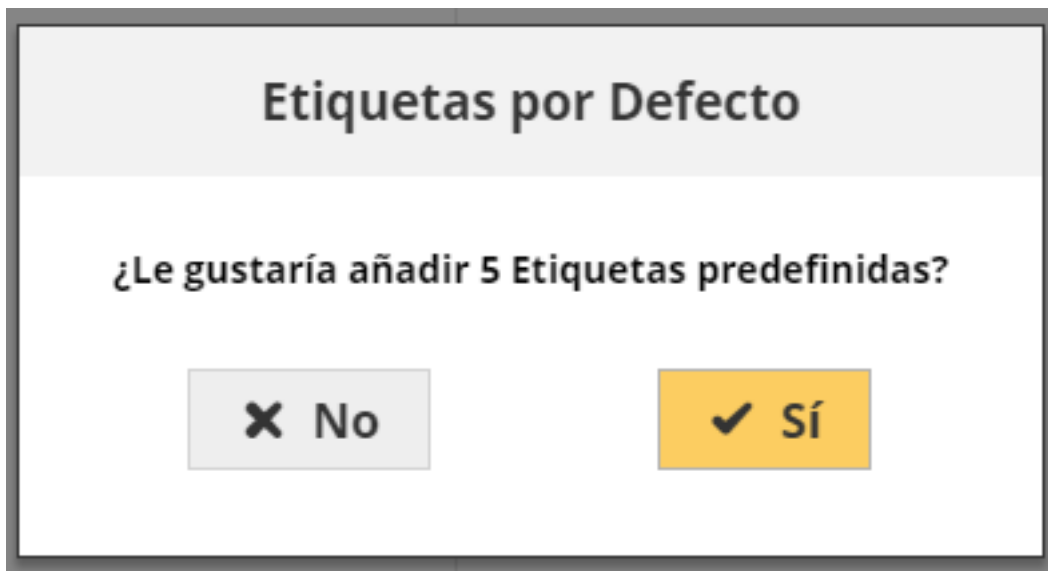 Etiquetas por Defecto
¿Le gustaría añadir 5 Etiquetas predefinidas?
No
Sí